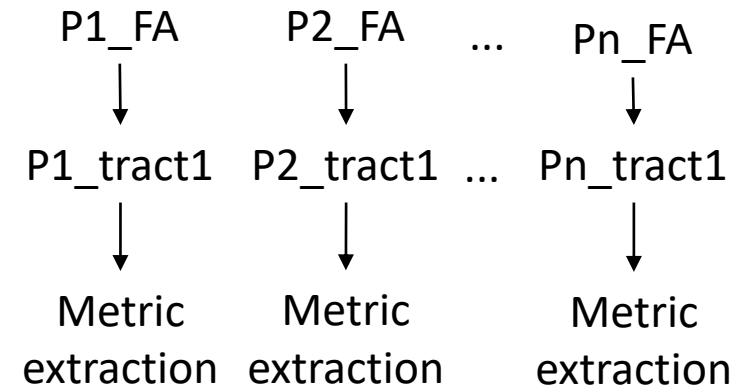 P1_FA P2_FA ... Pn_FA
P1_tract1 P2_tract1 ... Pn_tract1
Metric Metric Metric
extraction extraction extraction